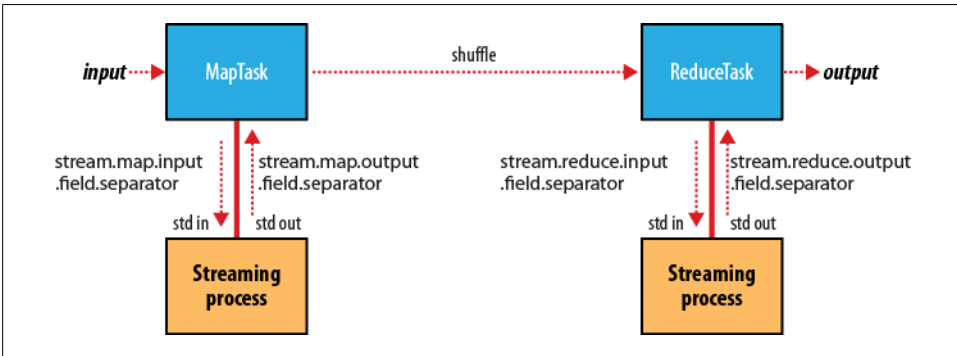 shuffle
input
MapTask
ReduceTask
output
stream.map.input
.field.separator
stream.map.output
.field.separator
stream.reduce.input
.field.separator
stream.reduce.output
.field.separator
std in
std out
std in
std out
Streaming
process
Streaming
process